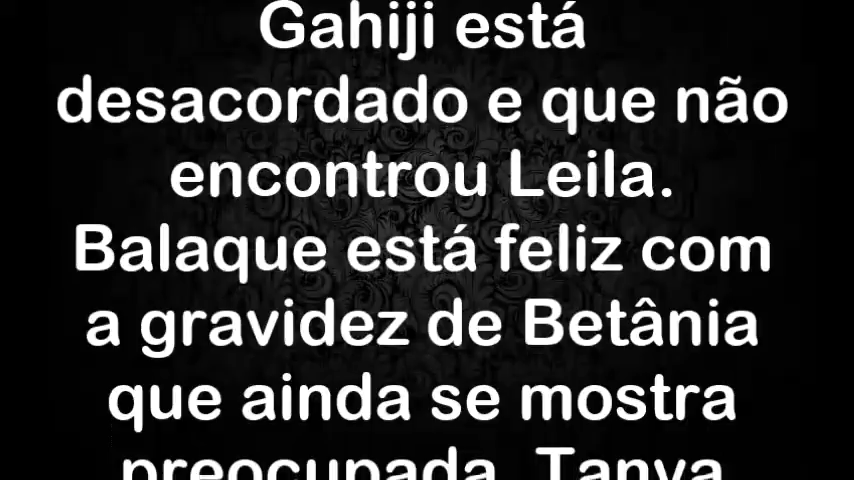 Gahiji está
desacordado e que não
encontrou Leila.
Balaque está feliz com
a gravidez de Betânia
que ainda se mostra
preocupada. Tanya